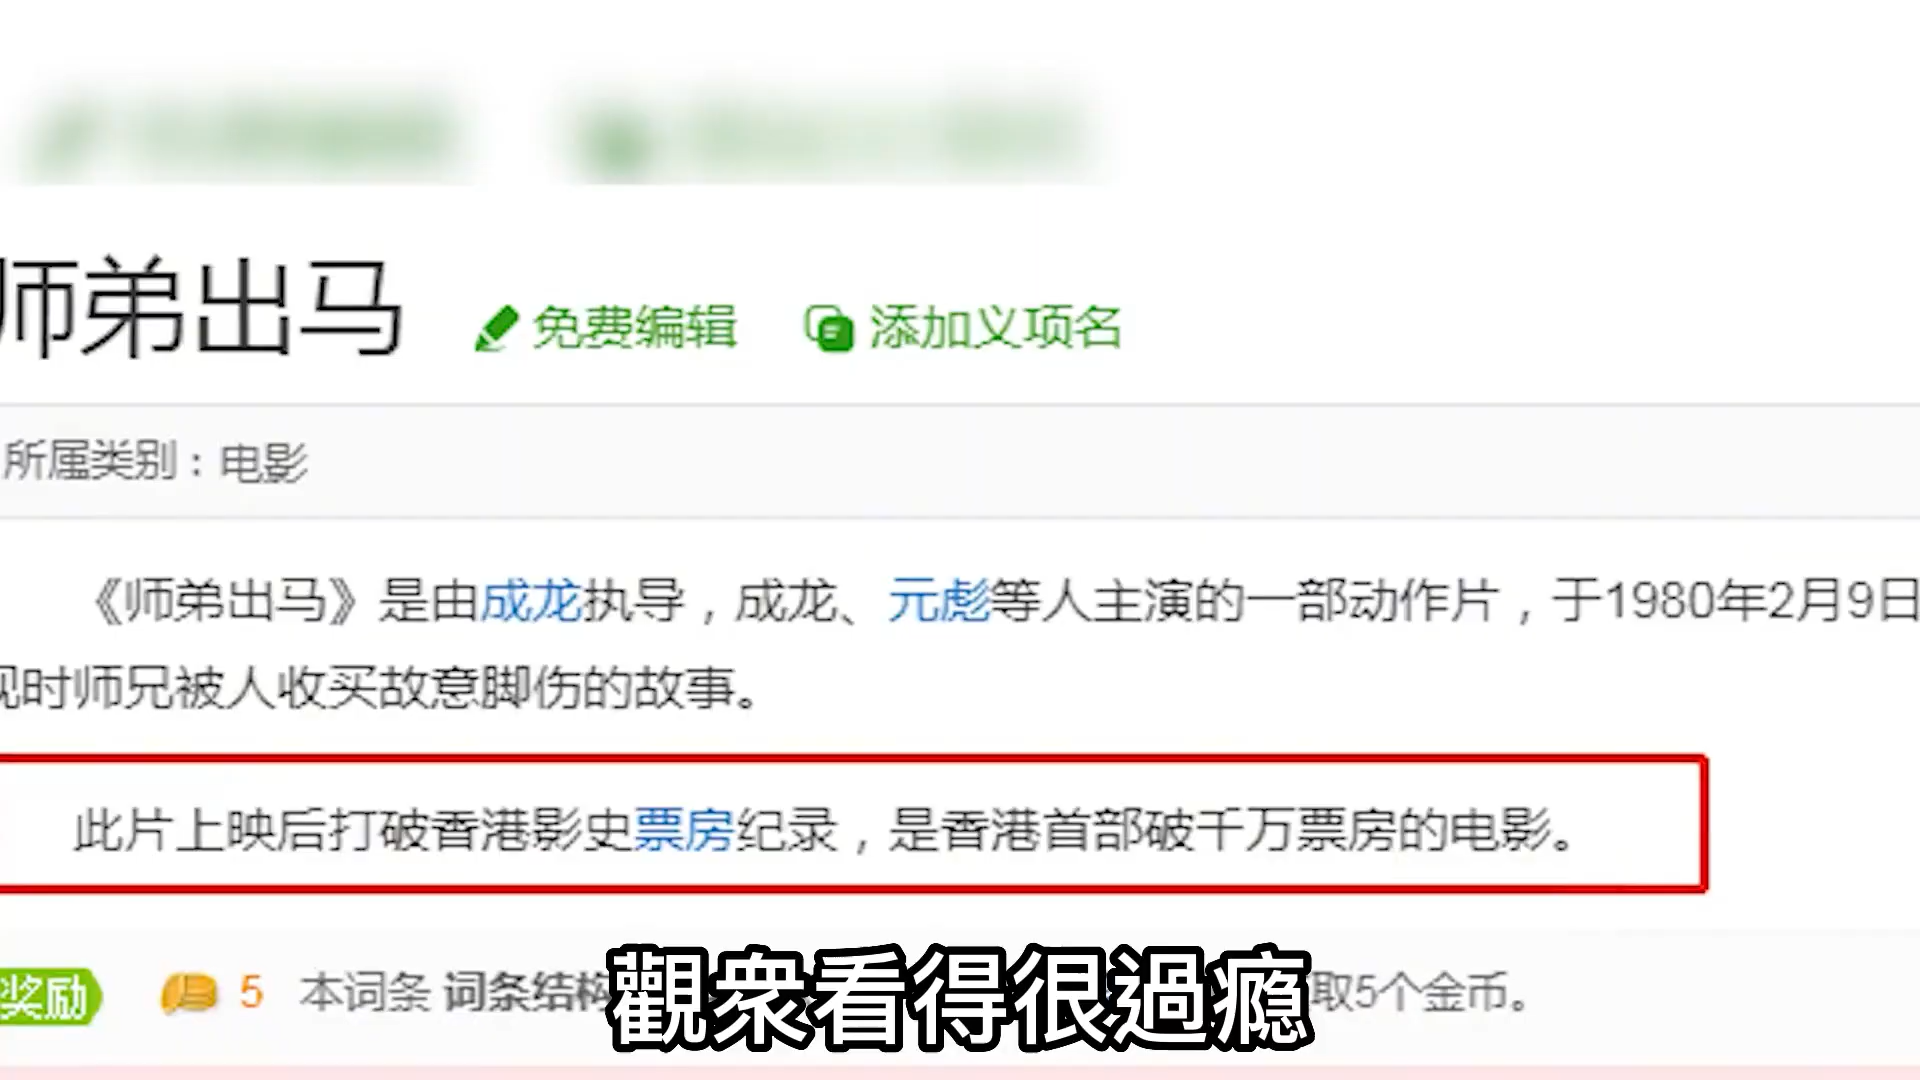 师弟出马 免费编辑 添加义项名
所属类别：电影
《师弟出马》是由成龙执导，成龙、元彪等人主演的一部动作片，于1980年2月9日
现时师兄被人收买故意脚伤的故事。
此片上映后打破香港影史票房纪录，是香港首部破千万票房的电影。
奖励 5 本词条 词条结构 取5个金币。
觀衆看得很過瘾